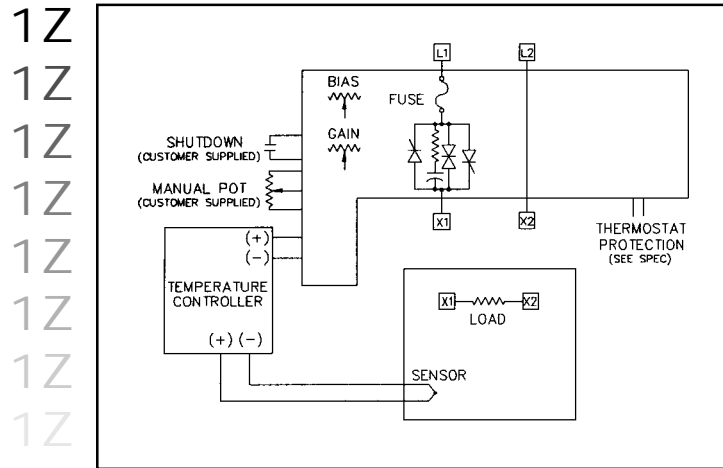 1Z
1Z
1Z
1Z
1Z
1Z
1Z
1Z
L1
L2
BIAS
FUSE
GAIN
SHUTDOWN
(CUSTOMER SUPPLIED)
MANUAL POT
(CUSTOMER SUPPLIED)
X1
X2
THERMOSTAT
PROTECTION
(SEE SPEC)
(+)
(-)
TEMPERATURE
CONTROLLER
(+) (-)
X1
X2
LOAD
SENSOR